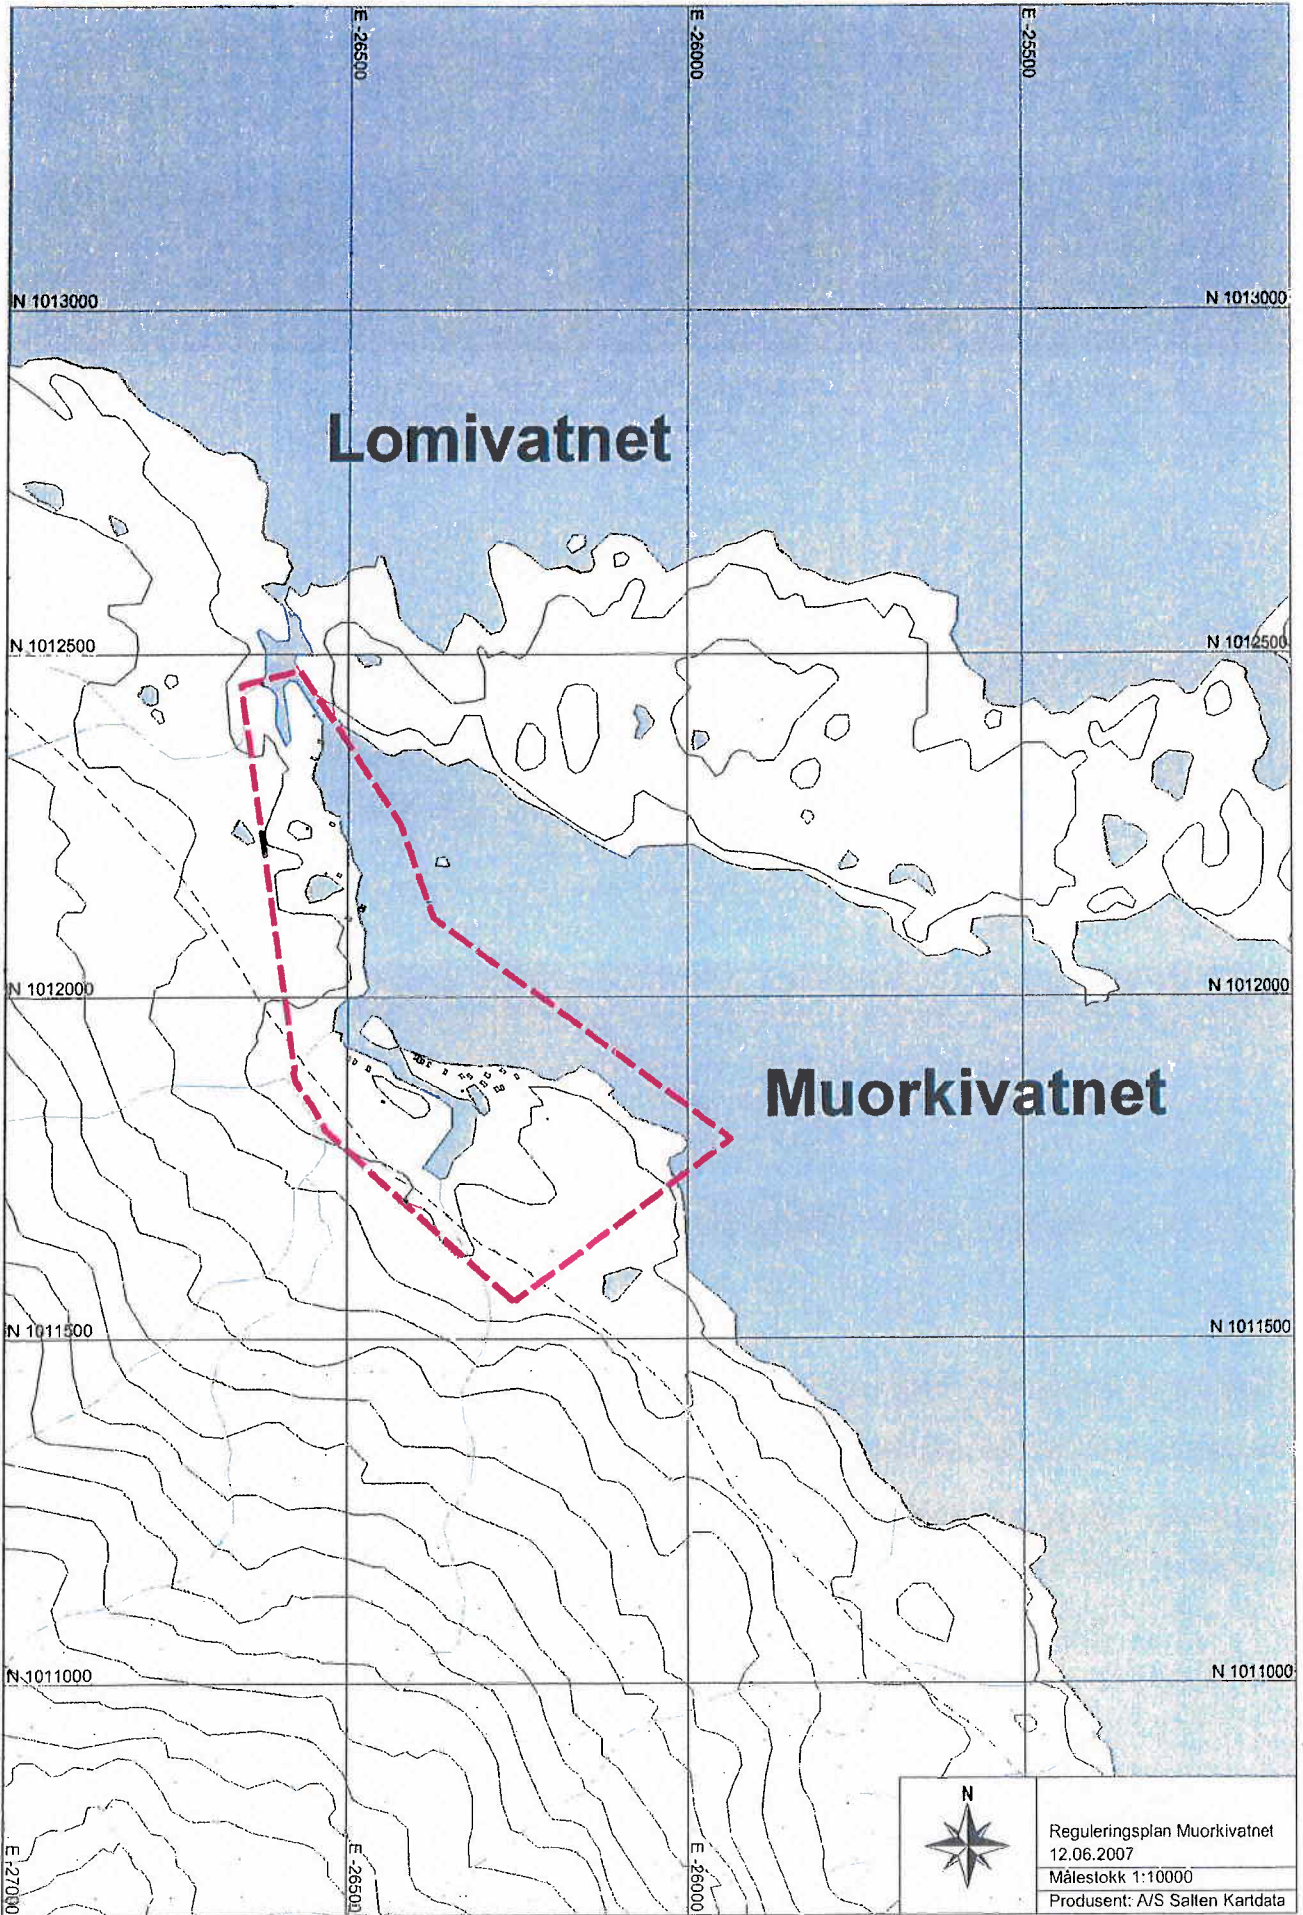 E -26500
E -26000
E -25500
N 1013000
N 1013000
Lomivatnet
N 1012500
N 1012500
N 1012000
N 1012000
Muorkivatnet
N 1011500
N 1011500
N 1011000
N 1011000
E -27000
E -26500
E -26000
N
Reguleringsplan Muorkivatnet
12.06.2007
Målestokk 1:10000
Produsent: A/S Salten Kartdata